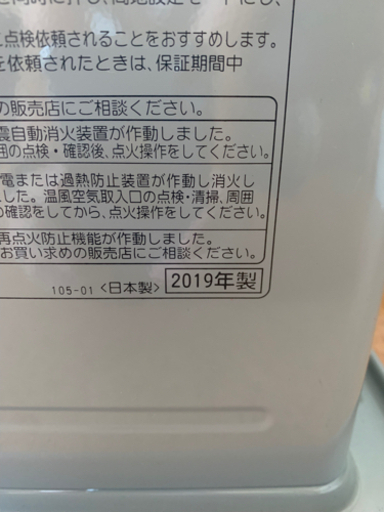 に点検依頼されることをおすすめします。
を依頼されたときは、保証期間中
の販売店にご相談ください。
震自動消火装置が作動しました。
囲の点検・確認後、点火操作をしてください。
電または過熱防止装置が作動し消火し
ました。温風空気取入口の点検・清掃、周囲
の確認をしてから、点火操作をしてください。
再点火防止機能が作動しました。
お買い求めの販売店にご相談ください。
105-01 <日本製> 2019年製